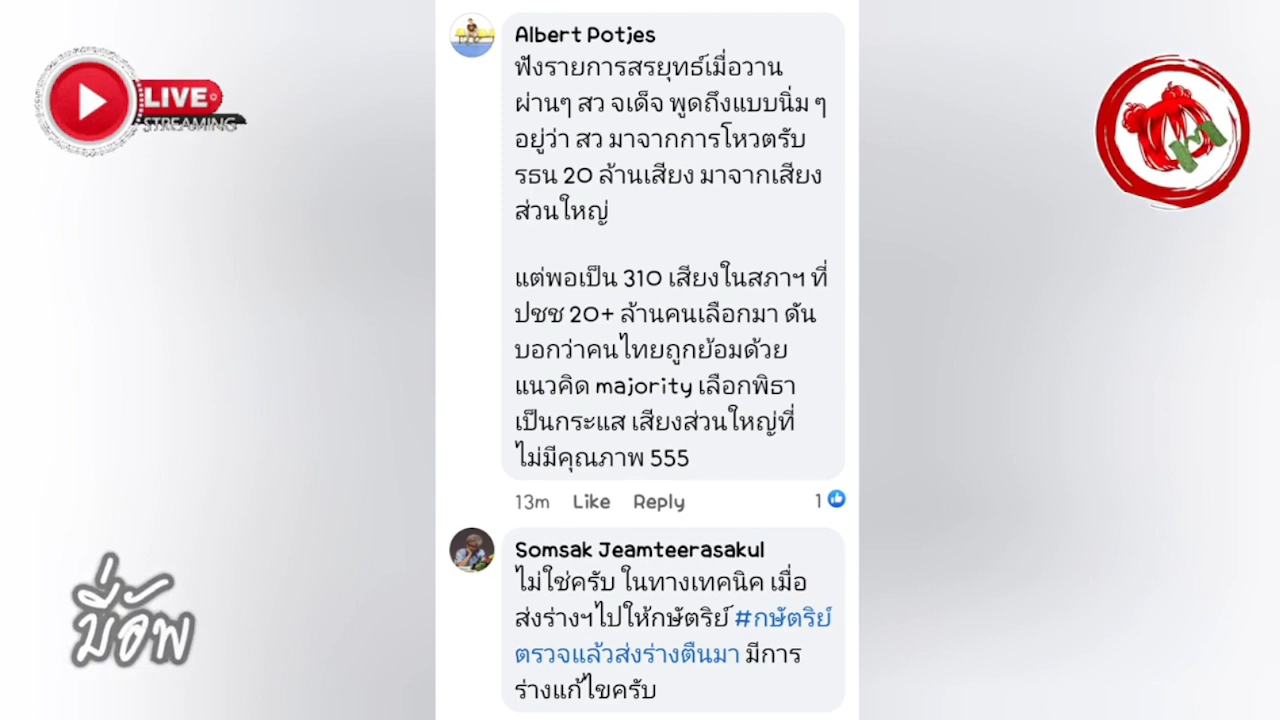 LIVE
STREAMING
Albert Potjes
ฟังรายการสรยุทธ์เมื่อวาน
ผ่านๆ สว จเด็จ พูดถึงแบบนิ่ม ๆ
อยู่ว่า สว มาจากการโหวตรับ
รธน 20 ล้านเสียง มาจากเสียง
ส่วนใหญ่
แต่พอเป็น 310 เสียงในสภาฯ ที่
ปชช 20+ ล้านคนเลือกมา ดัน
บอกว่าคนไทยถูกย้อมด้วย
แนวคิด majority เลือกพิธา
เป็นกระแส เสียงส่วนใหญ่ที่
ไม่มีคุณภาพ 555
13m Like Reply 1
Somsak Jeamteerasakul
ไม่ใช่ครับ ในทางเทคนิค เมื่อ
ส่งร่างฯไปให้กษัตริย์ #กษัตริย์
ตรวจแล้วส่งร่างตืนมา มีการ
ร่างแก้ไขครับ
บี๋อัพ